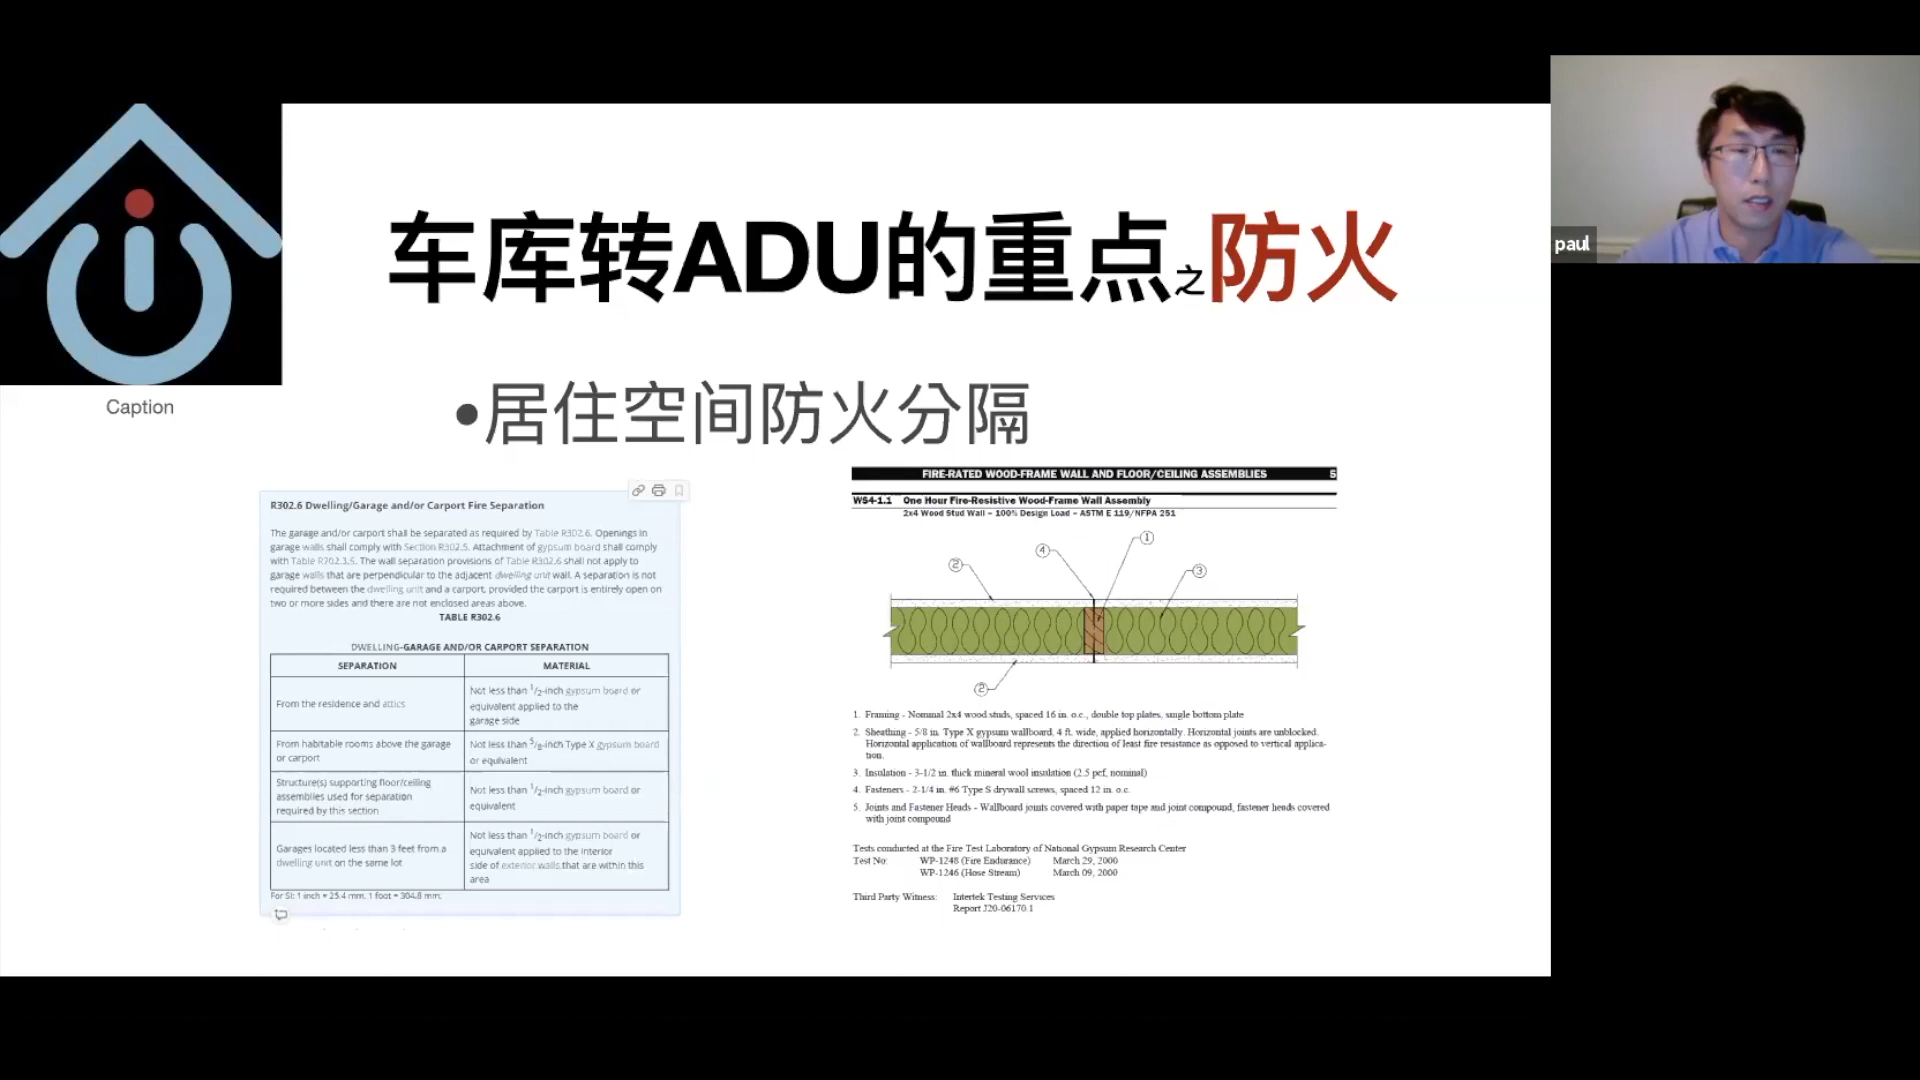 车库转ADU的重点之防火
paul
Caption
•居住空间防火分隔
R302.6 Dwelling/Garage and/or Carport Fire Separation
The garage and/or carport shall be separated as required by Table R302.6. Openings in
garage walls shall comply with Section R302.5. Attachment of gypsum board shall comply
with Table R702.3.5. The wall separation provisions of Table R302.6 shall not apply to
garage walls that are perpendicular to the adjacent dwelling unit wall. A separation is not
required between the dwelling unit and a carport, provided the carport is entirely open on
two or more sides and there are not enclosed areas above.
TABLE R302.6
DWELLING-GARAGE AND/OR CARPORT SEPARATION
SEPARATION
MATERIAL
From the residence and attics
Not less than 1/2-inch gypsum board or
equivalent applied to the
garage side
From habitable rooms above the garage
or carport
Not less than 5/8-inch Type X gypsum board
or equivalent
Structure(s) supporting floor/ceiling
assemblies used for separation
required by this section
Not less than 1/2-inch gypsum board or
equivalent
Garages located less than 3 feet from a
dwelling unit on the same lot
Not less than 1/2-inch gypsum board or
equivalent applied to the interior
side of exterior walls that are within this
area
For SI: 1 inch = 25.4 mm, 1 foot = 304.8 mm.
FIRE-RATED WOOD-FRAME WALL AND FLOOR/CEILING ASSEMBLIES 5
WS4-1.1 One Hour Fire-Resistive Wood-Frame Wall Assembly
2x4 Wood Stud Wall – 100% Design Load – ASTM E 119/NFPA 251
1
4
2
3
2
1. Framing - Nominal 2x4 wood studs, spaced 16 in. o.c., double top plates, single bottom plate
2. Sheathing - 5/8 in. Type X gypsum wallboard, 4 ft. wide, applied horizontally. Horizontal joints are unblocked.
Horizontal application of wallboard represents the direction of least fire resistance as opposed to vertical applica-
tion.
3. Insulation - 3-1/2 in. thick mineral wool insulation (2.5 pcf, nominal)
4. Fasteners - 2-1/4 in. #6 Type S drywall screws, spaced 12 in. o.c.
5. Joints and Fastener Heads - Wallboard joints covered with paper tape and joint compound, fastener heads covered
with joint compound
Tests conducted at the Fire Test Laboratory of National Gypsum Research Center
Test No: WP-1248 (Fire Endurance) March 29, 2000
WP-1246 (Hose Stream) March 09, 2000
Third Party Witness: Intertek Testing Services
Report J20-06170.1